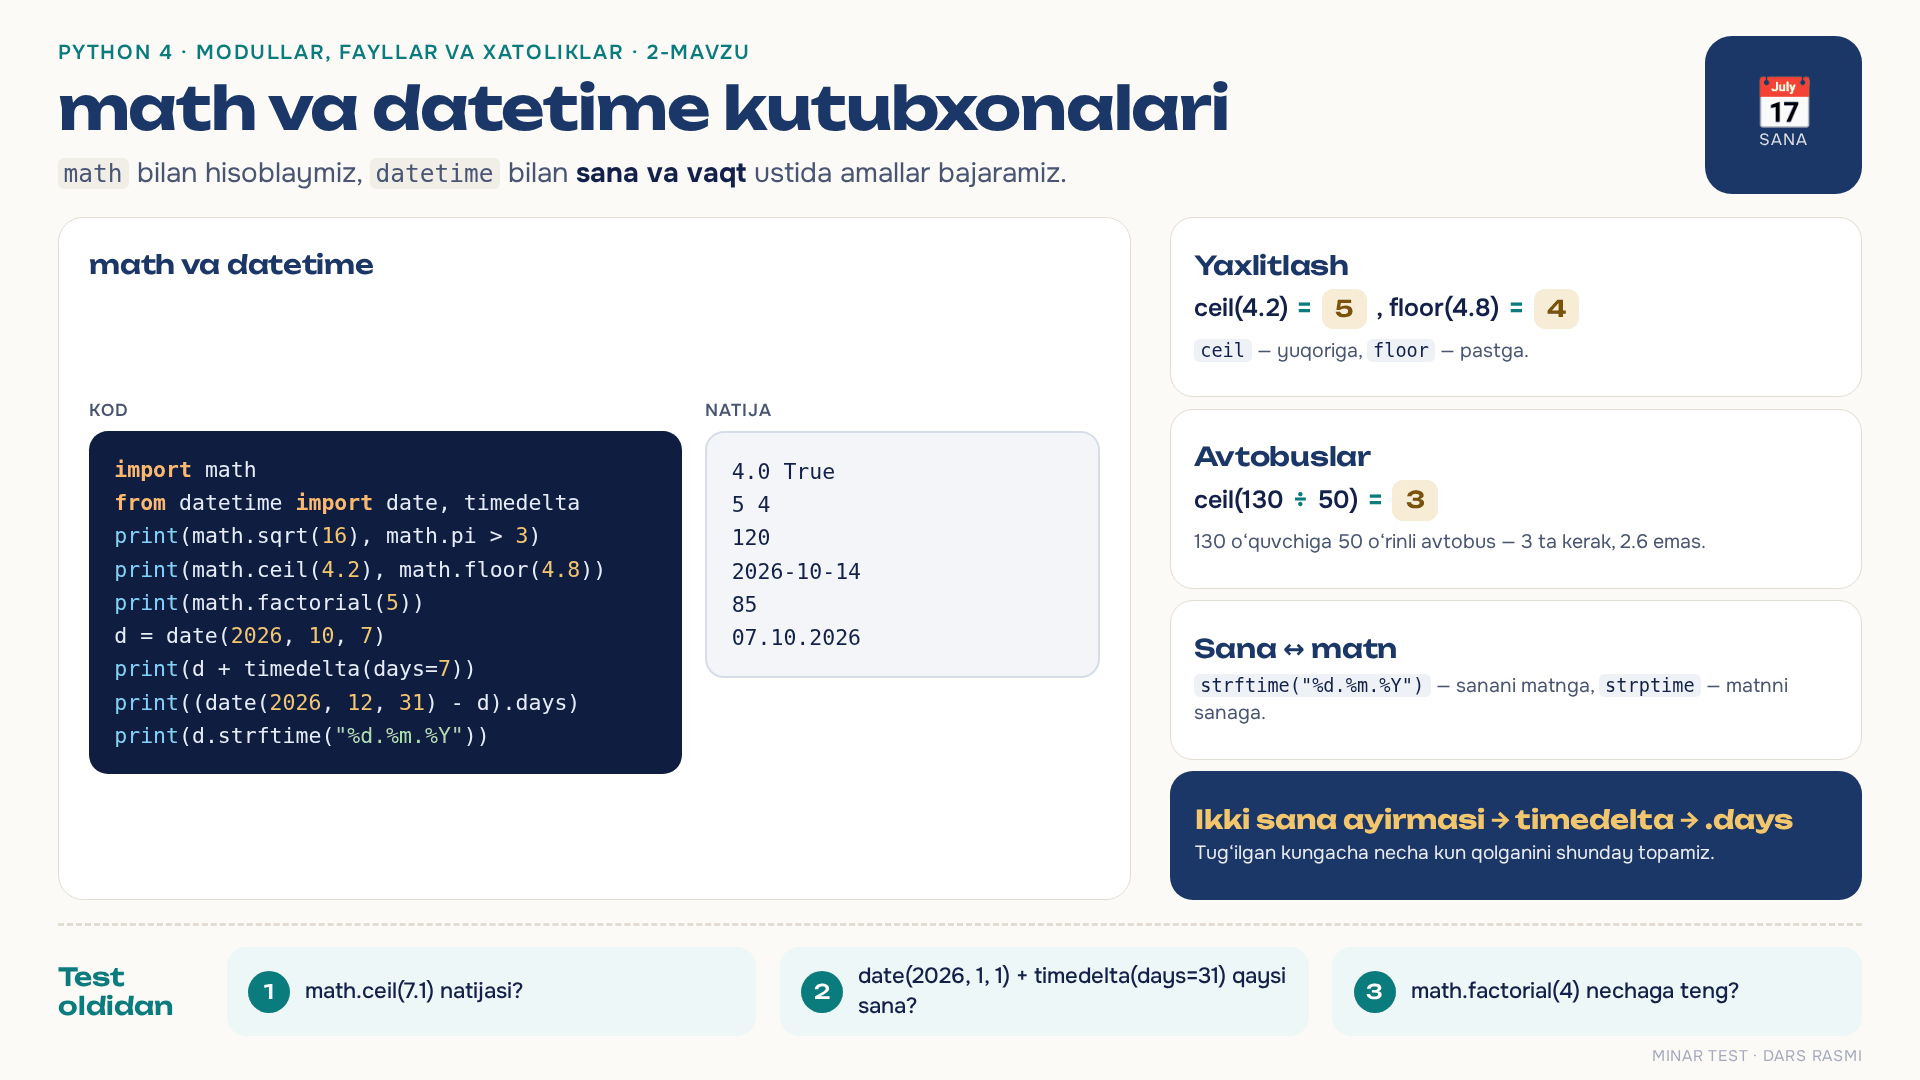 PYTHON 4 · MODULLAR, FAYLLAR VA XATOLIKLAR · 2-MAVZU
math va datetime kutubxonalari
math bilan hisoblaymiz, datetime bilan sana va vaqt ustida amallar bajaramiz.
July
17
SANA
math va datetime
KOD
import math
from datetime import date, timedelta
print(math.sqrt(16), math.pi > 3)
print(math.ceil(4.2), math.floor(4.8))
print(math.factorial(5))
d = date(2026, 10, 7)
print(d + timedelta(days=7))
print((date(2026, 12, 31) - d).days)
print(d.strftime("%d.%m.%Y"))
NATIJA
4.0 True
5 4
120
2026-10-14
85
07.10.2026
Yaxlitlash
ceil(4.2) = 5 , floor(4.8) = 4
ceil — yuqoriga, floor — pastga.
Avtobuslar
ceil(130 ÷ 50) = 3
130 o‘quvchiga 50 o‘rinli avtobus — 3 ta kerak, 2.6 emas.
Sana ↔ matn
strftime("%d.%m.%Y") — sanani matnga, strptime — matnni
sanaga.
Ikki sana ayirmasi → timedelta → .days
Tug‘ilgan kungacha necha kun qolganini shunday topamiz.
Test
oldidan
1 math.ceil(7.1) natijasi?
2 date(2026, 1, 1) + timedelta(days=31) qaysi
sana?
3 math.factorial(4) nechaga teng?
MINAR TEST · DARS RASMI